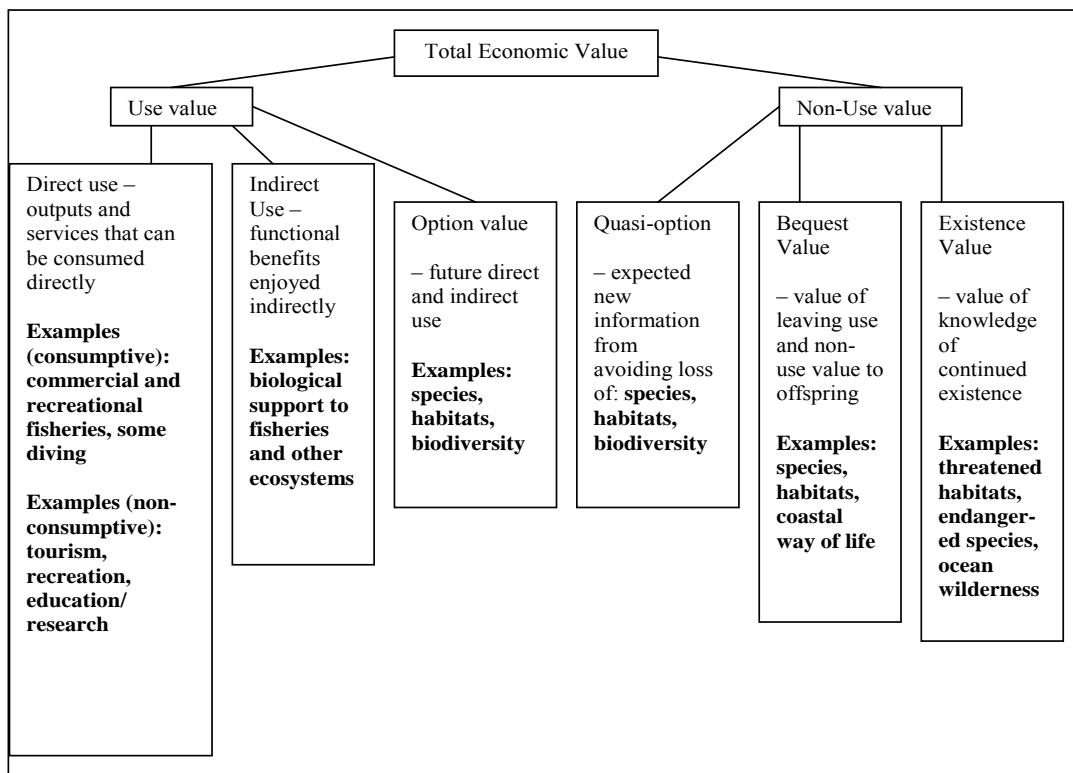 Total Economic Value
Use value
Non-Use value
Direct use –
outputs and
services that can
be consumed
directly
Examples
(consumptive):
commercial and
recreational
fisheries, some
diving
Examples (non-
consumptive):
tourism,
recreation,
education/
research
Indirect
Use –
functional
benefits
enjoyed
indirectly
Examples:
biological
support to
fisheries
and other
ecosystems
Option value
– future direct
and indirect
use
Examples:
species,
habitats,
biodiversity
Quasi-option
– expected
new
information
from
avoiding loss
of: species,
habitats,
biodiversity
Bequest
Value
– value of
leaving use
and non-
use value to
offspring
Examples:
species,
habitats,
coastal
way of life
Existence
Value
– value of
knowledge
of
continued
existence
Examples:
threatened
habitats,
endanger-
ed species,
ocean
wilderness